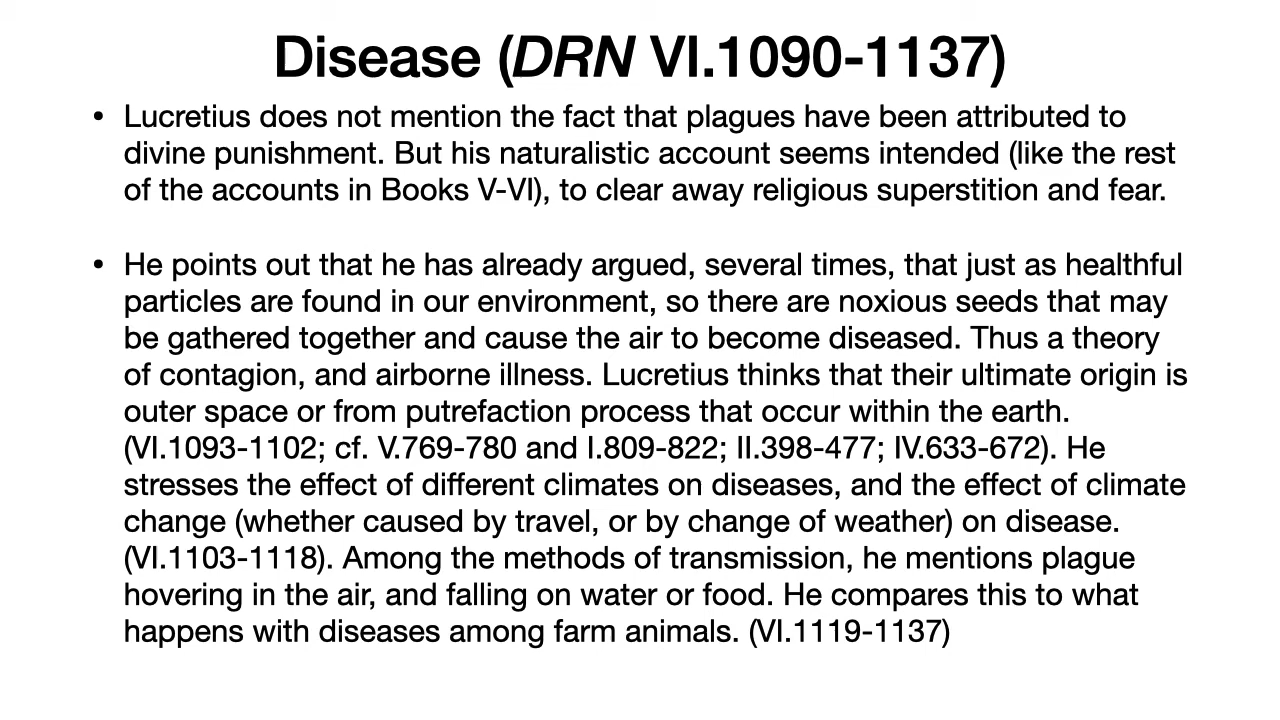 Disease (DRN VI.1090-1137)
• Lucretius does not mention the fact that plagues have been attributed to
divine punishment. But his naturalistic account seems intended (like the rest
of the accounts in Books V-VI), to clear away religious superstition and fear.
• He points out that he has already argued, several times, that just as healthful
particles are found in our environment, so there are noxious seeds that may
be gathered together and cause the air to become diseased. Thus a theory
of contagion, and airborne illness. Lucretius thinks that their ultimate origin is
outer space or from putrefaction process that occur within the earth.
(VI.1093-1102; cf. V.769-780 and I.809-822; II.398-477; IV.633-672). He
stresses the effect of different climates on diseases, and the effect of climate
change (whether caused by travel, or by change of weather) on disease.
(VI.1103-1118). Among the methods of transmission, he mentions plague
hovering in the air, and falling on water or food. He compares this to what
happens with diseases among farm animals. (VI.1119-1137)